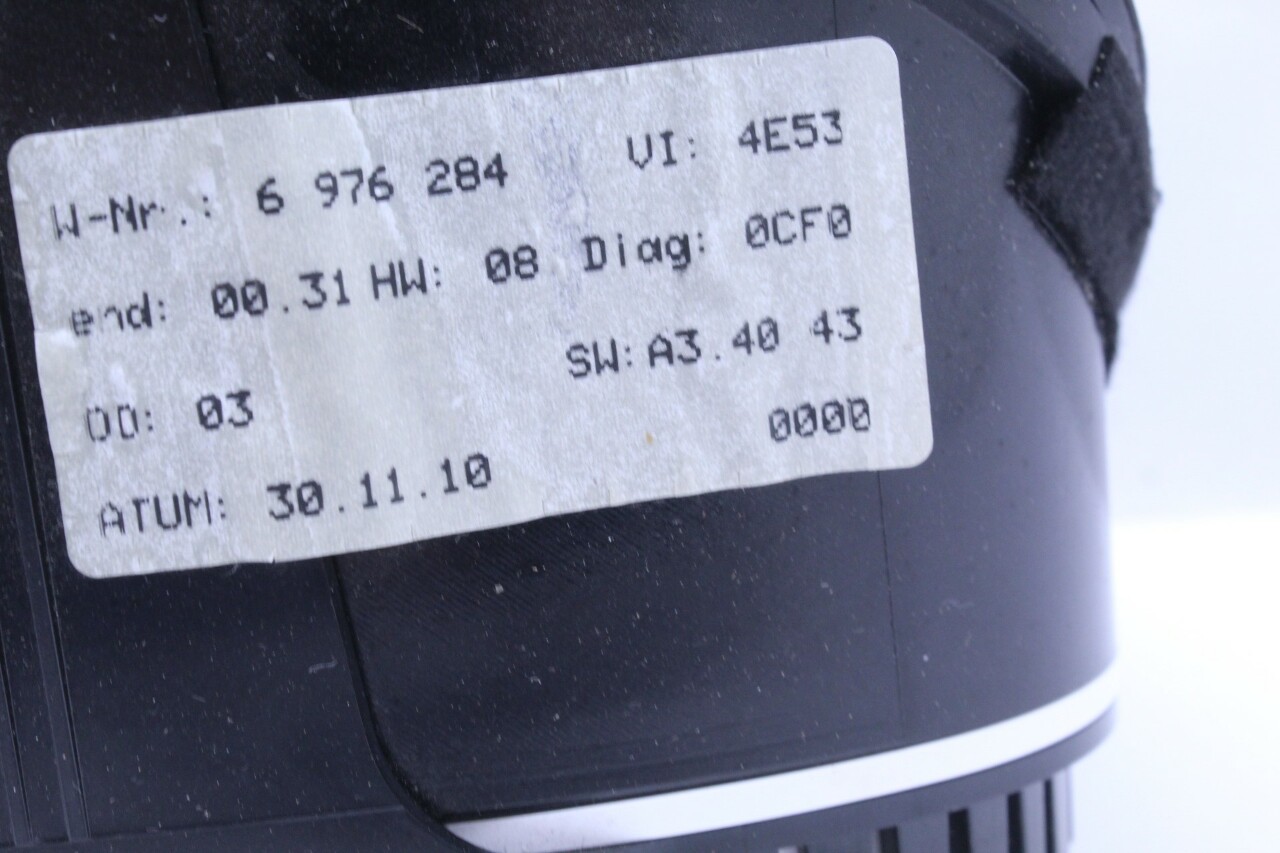 W-Nr.: 6 976 284 VI: 4E53
end: 00.31 HW: 08 Diag: 0CF0
OD: 03 SW: A3.40 43
ATUM: 30.11.10 0000